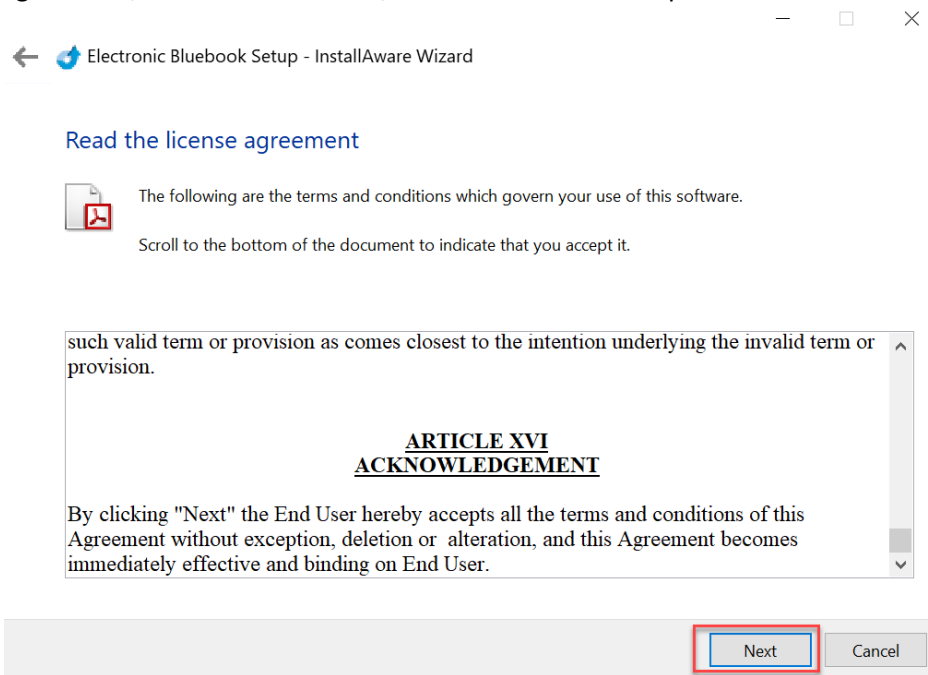 Electronic Bluebook Setup - InstallAware Wizard
Read the license agreement
The following are the terms and conditions which govern your use of this software.
Scroll to the bottom of the document to indicate that you accept it.
such valid term or provision as comes closest to the intention underlying the invalid term or
provision.
ARTICLE XVI
ACKNOWLEDGEMENT
By clicking "Next" the End User hereby accepts all the terms and conditions of this
Agreement without exception, deletion or  alteration, and this Agreement becomes
immediately effective and binding on End User.
Next Cancel